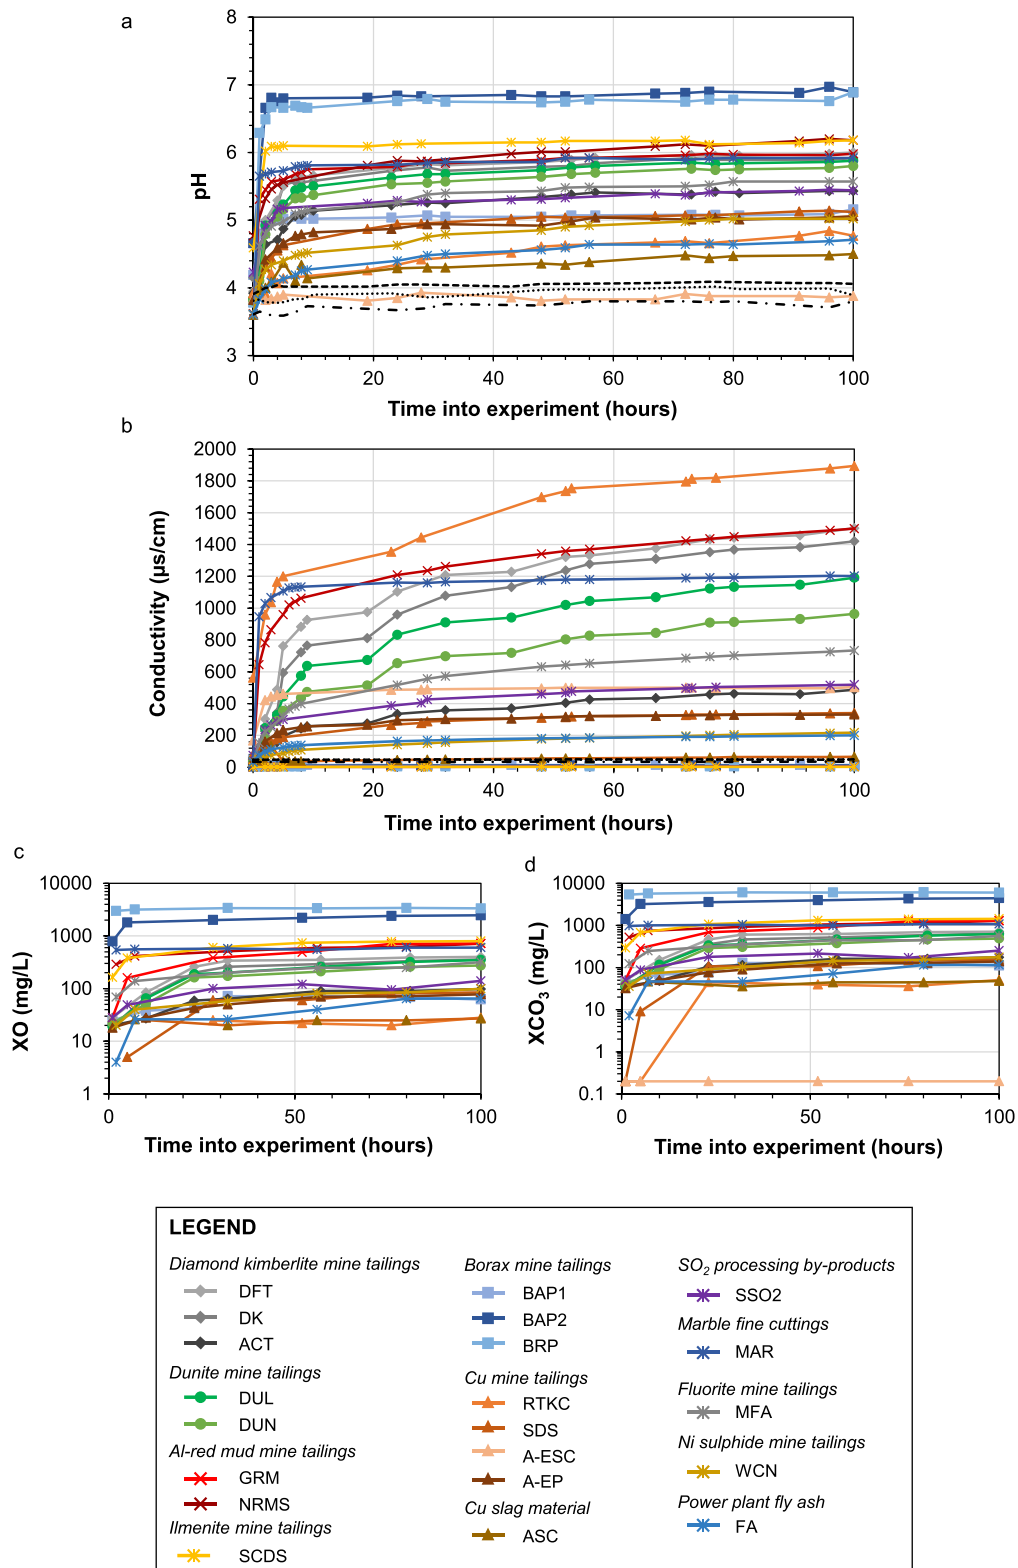 a
8
7
6
5
4
3
pH
0 20 40 60 80 100
Time into experiment (hours)
b
2000
1800
1600
1400
1200
1000
800
600
400
200
0
Conductivity (µs/cm)
0 20 40 60 80 100
Time into experiment (hours)
c
10000
1000
100
10
1
XO (mg/L)
0 50 100
Time into experiment (hours)
d
10000
1000
100
10
1
0.1
XCO3 (mg/L)
0 50 100
Time into experiment (hours)
LEGEND
Diamond kimberlite mine tailings
DFT
DK
ACT
Dunite mine tailings
DUL
DUN
Al-red mud mine tailings
GRM
NRMS
Ilmenite mine tailings
SCDS
Borax mine tailings
BAP1
BAP2
BRP
Cu mine tailings
RTKC
SDS
A-ESC
A-EP
Cu slag material
ASC
SO2 processing by-products
SSO2
Marble fine cuttings
MAR
Fluorite mine tailings
MFA
Ni sulphide mine tailings
WCN
Power plant fly ash
FA